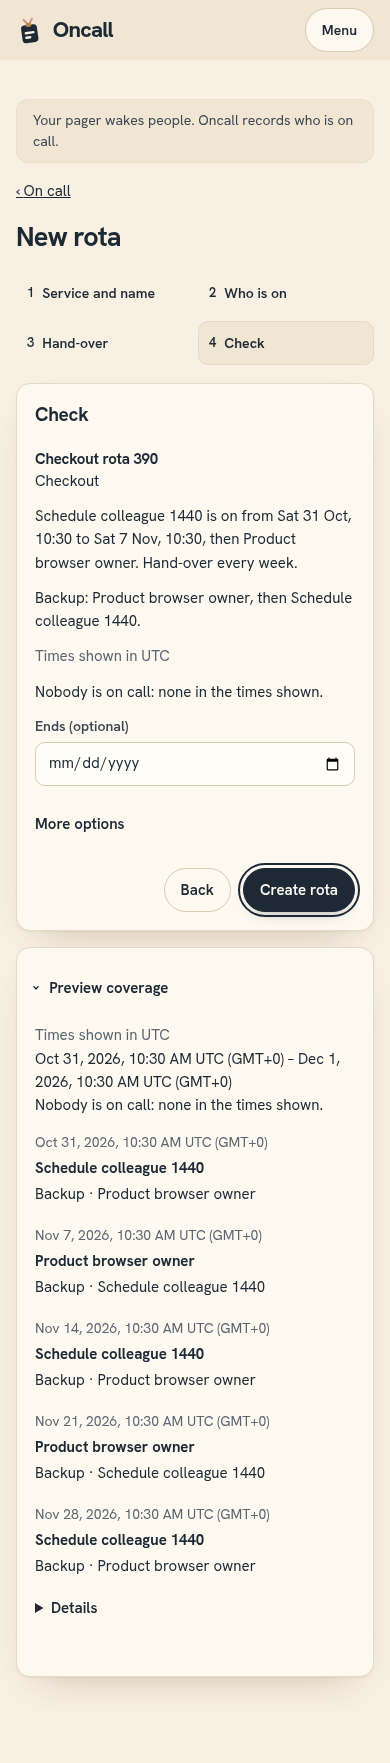 Oncall
Menu
Your pager wakes people. Oncall records who is on
call.
‹ On call
New rota
1 Service and name
2 Who is on
3 Hand-over
4 Check
Check
Checkout rota 390
Checkout
Schedule colleague 1440 is on from Sat 31 Oct,
10:30 to Sat 7 Nov, 10:30, then Product
browser owner. Hand-over every week.
Backup: Product browser owner, then Schedule
colleague 1440.
Times shown in UTC
Nobody is on call: none in the times shown.
Ends (optional)
mm/dd/yyyy
More options
Back
Create rota
Preview coverage
Times shown in UTC
Oct 31, 2026, 10:30 AM UTC (GMT+0) – Dec 1,
2026, 10:30 AM UTC (GMT+0)
Nobody is on call: none in the times shown.
Oct 31, 2026, 10:30 AM UTC (GMT+0)
Schedule colleague 1440
Backup · Product browser owner
Nov 7, 2026, 10:30 AM UTC (GMT+0)
Product browser owner
Backup · Schedule colleague 1440
Nov 14, 2026, 10:30 AM UTC (GMT+0)
Schedule colleague 1440
Backup · Product browser owner
Nov 21, 2026, 10:30 AM UTC (GMT+0)
Product browser owner
Backup · Schedule colleague 1440
Nov 28, 2026, 10:30 AM UTC (GMT+0)
Schedule colleague 1440
Backup · Product browser owner
Details